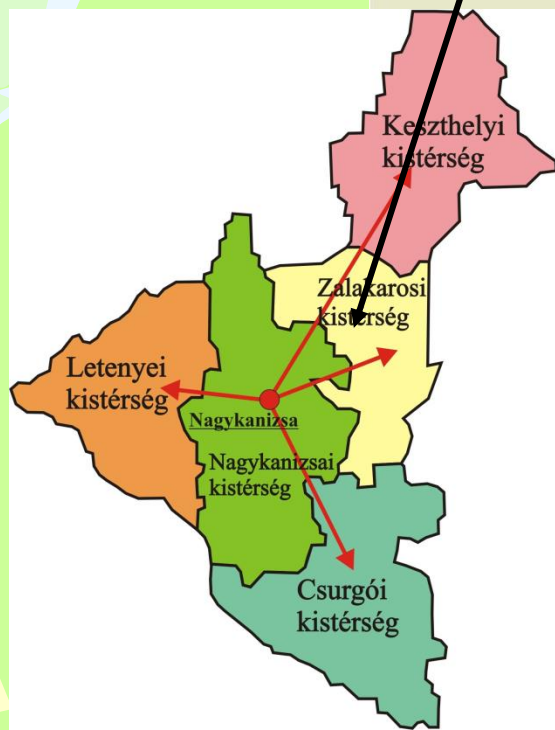 Keszthelyi
kistérség
Zalakarosi
kistérség
Letenyei
kistérség
Nagykanizsa
Nagykanizsai
kistérség
Csurgói
kistérség